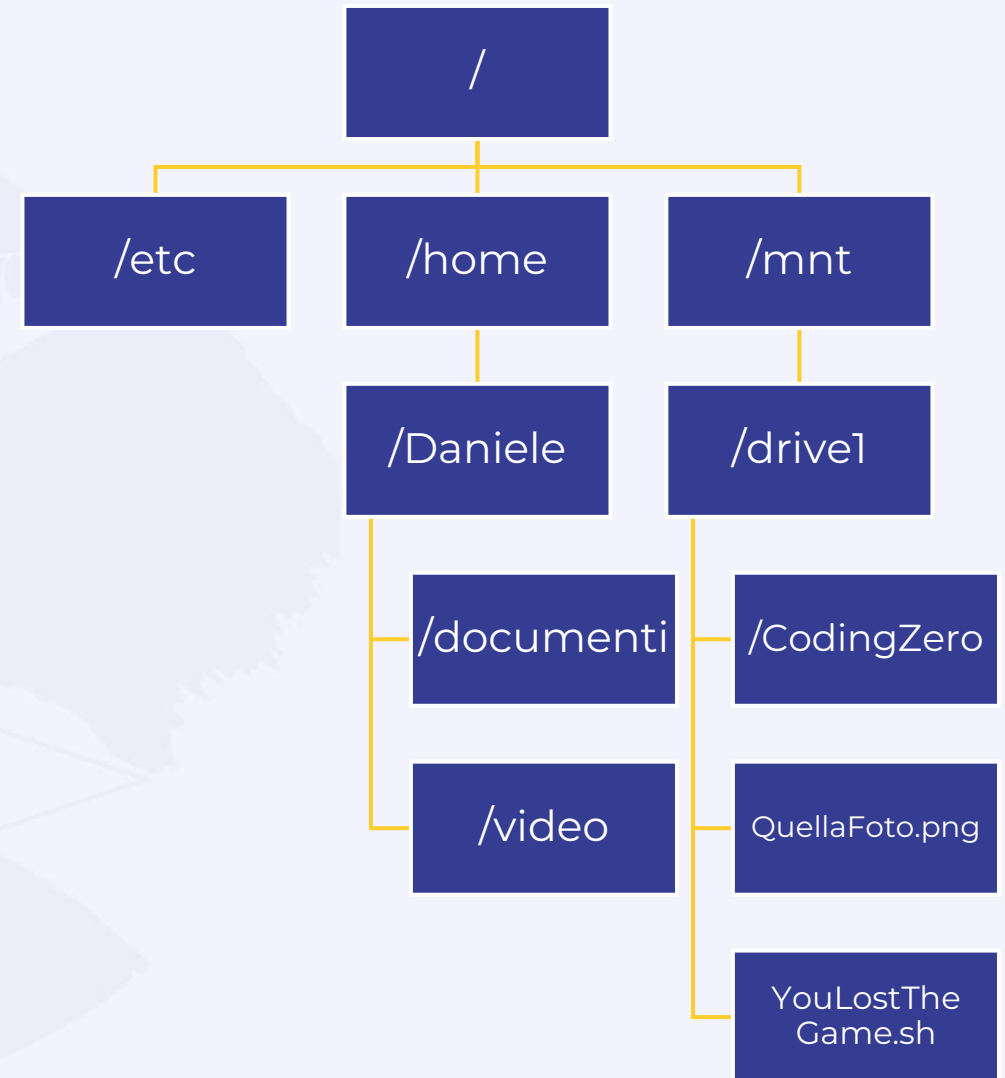 /
/etc
/home
/mnt
/Daniele
/drive1
/documenti
/CodingZero
/video
QuellaFoto.png
YouLostThe
Game.sh